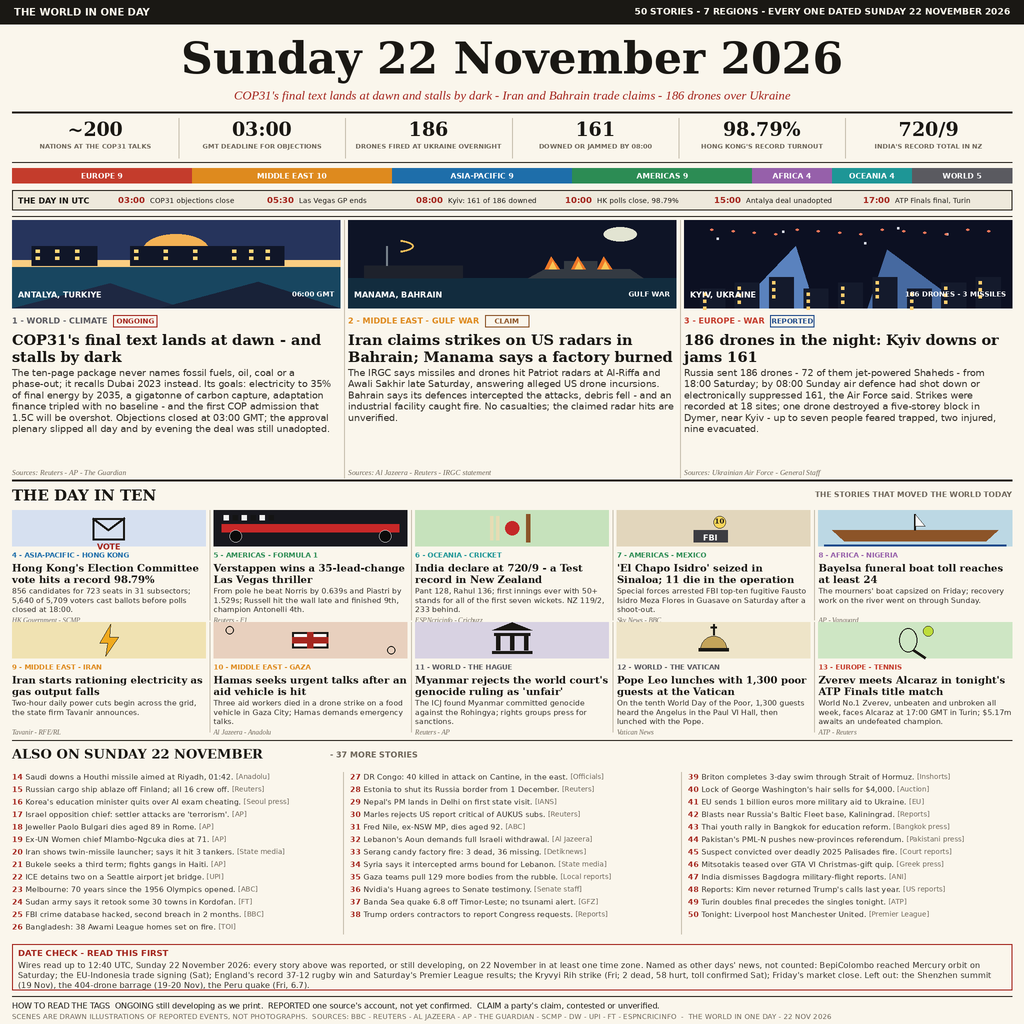 THE WORLD IN ONE DAY
50 STORIES - 7 REGIONS - EVERY ONE DATED SUNDAY 22 NOVEMBER 2026
Sunday 22 November 2026
COP31's final text lands at dawn and stalls by dark - Iran and Bahrain trade claims - 186 drones over Ukraine
~200
NATIONS AT THE COP31 TALKS
03:00
GMT DEADLINE FOR OBJECTIONS
186
DRONES FIRED AT UKRAINE OVERNIGHT
161
DOWNED OR JAMMED BY 08:00
98.79%
HONG KONG'S RECORD TURNOUT
720/9
INDIA'S RECORD TOTAL IN NZ
EUROPE 9
MIDDLE EAST 10
ASIA-PACIFIC 9
AMERICAS 9
AFRICA 4
OCEANIA 4
WORLD 5
THE DAY IN UTC
03:00 COP31 objections close
05:30 Las Vegas GP ends
08:00 Kyiv: 161 of 186 downed
10:00 HK polls close, 98.79%
15:00 Antalya deal unadopted
17:00 ATP Finals final, Turin
ANTALYA, TURKIYE
06:00 GMT
1 - WORLD - CLIMATE ONGOING
COP31's final text lands at dawn - and
stalls by dark
The ten-page package never names fossil fuels, oil, coal or a
phase-out; it recalls Dubai 2023 instead. Its goals: electricity to 35%
of final energy by 2035, a gigatonne of carbon capture, adaptation
finance tripled with no baseline - and the first COP admission that
1.5C will be overshot. Objections closed at 03:00 GMT; the approval
plenary slipped all day and by evening the deal was still unadopted.
Sources: Reuters - AP - The Guardian
MANAMA, BAHRAIN
GULF WAR
2 - MIDDLE EAST - GULF WAR CLAIM
Iran claims strikes on US radars in
Bahrain; Manama says a factory burned
The IRGC says missiles and drones hit Patriot radars at Al-Riffa and
Awali Sakhir late Saturday, answering alleged US drone incursions.
Bahrain says its defences intercepted the attacks, debris fell - and an
industrial facility caught fire. No casualties; the claimed radar hits are
unverified.
Sources: Al Jazeera - Reuters - IRGC statement
KYIV, UKRAINE
186 DRONES - 3 MISSILES
3 - EUROPE - WAR REPORTED
186 drones in the night: Kyiv downs or
jams 161
Russia sent 186 drones - 72 of them jet-powered Shaheds - from
18:00 Saturday; by 08:00 Sunday air defence had shot down or
electronically suppressed 161, the Air Force said. Strikes were
recorded at 18 sites; one drone destroyed a five-storey block in
Dymer, near Kyiv - up to seven people feared trapped, two injured,
nine evacuated.
Sources: Ukrainian Air Force - General Staff
THE DAY IN TEN
THE STORIES THAT MOVED THE WORLD TODAY
VOTE
4 - ASIA-PACIFIC - HONG KONG
Hong Kong's Election Committee
vote hits a record 98.79%
856 candidates for 723 seats in 31 subsectors;
5,640 of 5,709 voters cast ballots before polls
closed at 18:00.
HK Government - SCMP
5 - AMERICAS - FORMULA 1
Verstappen wins a 35-lead-change
Las Vegas thriller
From pole he beat Norris by 0.639s and Piastri by
1.529s; Russell hit the wall late and finished 9th,
champion Antonelli 4th.
Reuters - F1
6 - OCEANIA - CRICKET
India declare at 720/9 - a Test
record in New Zealand
Pant 128, Rahul 136; first innings ever with 50+
stands for all of the first seven wickets. NZ 119/2,
233 behind.
ESPNcricinfo - Cricbuzz
10
FBI
7 - AMERICAS - MEXICO
'El Chapo Isidro' seized in
Sinaloa; 11 die in the operation
Special forces arrested FBI top-ten fugitive Fausto
Isidro Meza Flores in Guasave on Saturday after a
shoot-out.
Sky News - BBC
8 - AFRICA - NIGERIA
Bayelsa funeral boat toll reaches
at least 24
The mourners' boat capsized on Friday; recovery
work on the river went on through Sunday.
AP - Vanguard
9 - MIDDLE EAST - IRAN
Iran starts rationing electricity as
gas output falls
Two-hour daily power cuts begin across the grid,
the state firm Tavanir announces.
Tavanir - RFE/RL
10 - MIDDLE EAST - GAZA
Hamas seeks urgent talks after an
aid vehicle is hit
Three aid workers died in a drone strike on a food
vehicle in Gaza City; Hamas demands emergency
talks.
Al Jazeera - Anadolu
11 - WORLD - THE HAGUE
Myanmar rejects the world court's
genocide ruling as 'unfair'
The ICJ found Myanmar committed genocide
against the Rohingya; rights groups press for
sanctions.
Reuters - AP
12 - WORLD - THE VATICAN
Pope Leo lunches with 1,300 poor
guests at the Vatican
On the tenth World Day of the Poor, 1,300 guests
heard the Angelus in the Paul VI Hall, then
lunched with the Pope.
Vatican News
13 - EUROPE - TENNIS
Zverev meets Alcaraz in tonight's
ATP Finals title match
World No.1 Zverev, unbeaten and unbroken all
week, faces Alcaraz at 17:00 GMT in Turin; $5.17m
awaits an undefeated champion.
ATP - Reuters
ALSO ON SUNDAY 22 NOVEMBER
- 37 MORE STORIES
14 Saudi downs a Houthi missile aimed at Riyadh, 01:42. [Anadolu]
15 Russian cargo ship ablaze off Finland; all 16 crew off. [Reuters]
16 Korea's education minister quits over AI exam cheating. [Seoul press]
17 Israel opposition chief: settler attacks are 'terrorism'. [AP]
18 Jeweller Paolo Bulgari dies aged 89 in Rome. [AP]
19 Ex-UN Women chief Mlambo-Ngcuka dies at 71. [AP]
20 Iran shows twin-missile launcher; says it hit 3 tankers. [State media]
21 Bukele seeks a third term; fights gangs in Haiti. [AP]
22 ICE detains two on a Seattle airport jet bridge. [UPI]
23 Melbourne: 70 years since the 1956 Olympics opened. [ABC]
24 Sudan army says it retook some 30 towns in Kordofan. [FT]
25 FBI crime database hacked, second breach in 2 months. [BBC]
26 Bangladesh: 38 Awami League homes set on fire. [TOI]
27 DR Congo: 40 killed in attack on Cantine, in the east. [Officials]
28 Estonia to shut its Russia border from 1 December. [Reuters]
29 Nepal's PM lands in Delhi on first state visit. [IANS]
30 Marles rejects US report critical of AUKUS subs. [Reuters]
31 Fred Nile, ex-NSW MP, dies aged 92. [ABC]
32 Lebanon's Aoun demands full Israeli withdrawal. [Al Jazeera]
33 Serang candy factory fire: 3 dead, 36 missing. [Detiknews]
34 Syria says it intercepted arms bound for Lebanon. [State media]
35 Gaza teams pull 129 more bodies from the rubble. [Local reports]
36 Nvidia's Huang agrees to Senate testimony. [Senate staff]
37 Banda Sea quake 6.8 off Timor-Leste; no tsunami alert. [GFZ]
38 Trump orders contractors to report Congress requests. [Reports]
39 Briton completes 3-day swim through Strait of Hormuz. [Inshorts]
40 Lock of George Washington's hair sells for $4,000. [Auction]
41 EU sends 1 billion euros more military aid to Ukraine. [EU]
42 Blasts near Russia's Baltic Fleet base, Kaliningrad. [Reports]
43 Thai youth rally in Bangkok for education reform. [Bangkok press]
44 Pakistan's PML-N pushes new-provinces referendum. [Pakistani press]
45 Suspect convicted over deadly 2025 Palisades fire. [Court reports]
46 Mitsotakis teased over GTA VI Christmas-gift quip. [Greek press]
47 India dismisses Bagdogra military-flight reports. [ANI]
48 Reports: Kim never returned Trump's calls last year. [US reports]
49 Turin doubles final precedes the singles tonight. [ATP]
50 Tonight: Liverpool host Manchester United. [Premier League]
DATE CHECK - READ THIS FIRST
Wires read up to 12:40 UTC, Sunday 22 November 2026: every story above was reported, or still developing, on 22 November in at least one time zone. Named as other days' news, not counted: BepiColombo reached Mercury orbit on
Saturday; the EU-Indonesia trade signing (Sat); England's record 37-12 rugby win and Saturday's Premier League results; the Kryvyi Rih strike (Fri; 2 dead, 58 hurt, toll confirmed Sat); Friday's market close. Left out: the Shenzhen summit
(19 Nov), the 404-drone barrage (19-20 Nov), the Peru quake (Fri, 6.7).
HOW TO READ THE TAGS ONGOING still developing as we print. REPORTED one source's account, not yet confirmed. CLAIM a party's claim, contested or unverified.
SCENES ARE DRAWN ILLUSTRATIONS OF REPORTED EVENTS, NOT PHOTOGRAPHS. SOURCES: BBC - REUTERS - AL JAZEERA - AP - THE GUARDIAN - SCMP - DW - UPI - FT - ESPNCRICINFO - THE WORLD IN ONE DAY - 22 NOV 2026